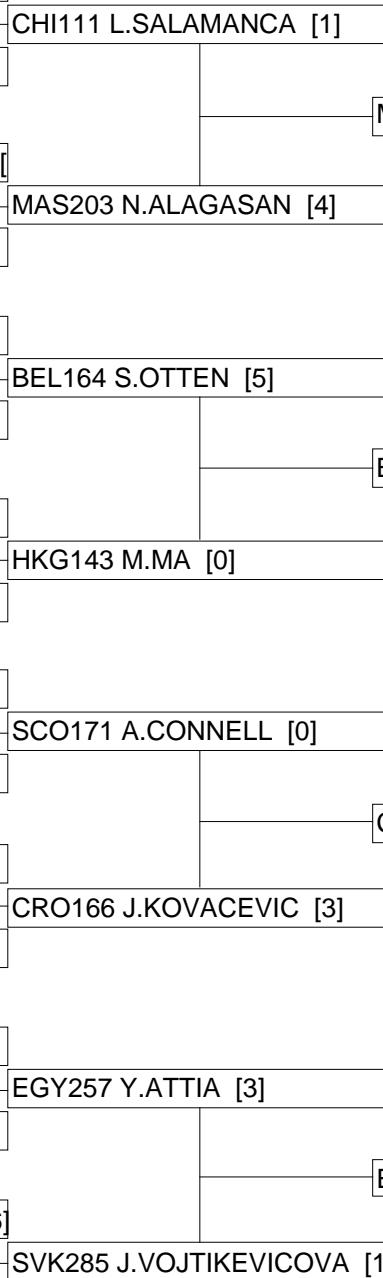 CHI111 L.SALAMANCA [1]
MAS203 N.ALAGASAN [4]
BEL164 S.OTTEN [5]
HKG143 M.MA [0]
SCO171 A.CONNELL [0]
CRO166 J.KOVACEVIC [3]
EGY257 Y.ATTIA [3]
SVK285 J.VOJTIKEVICOVA [1